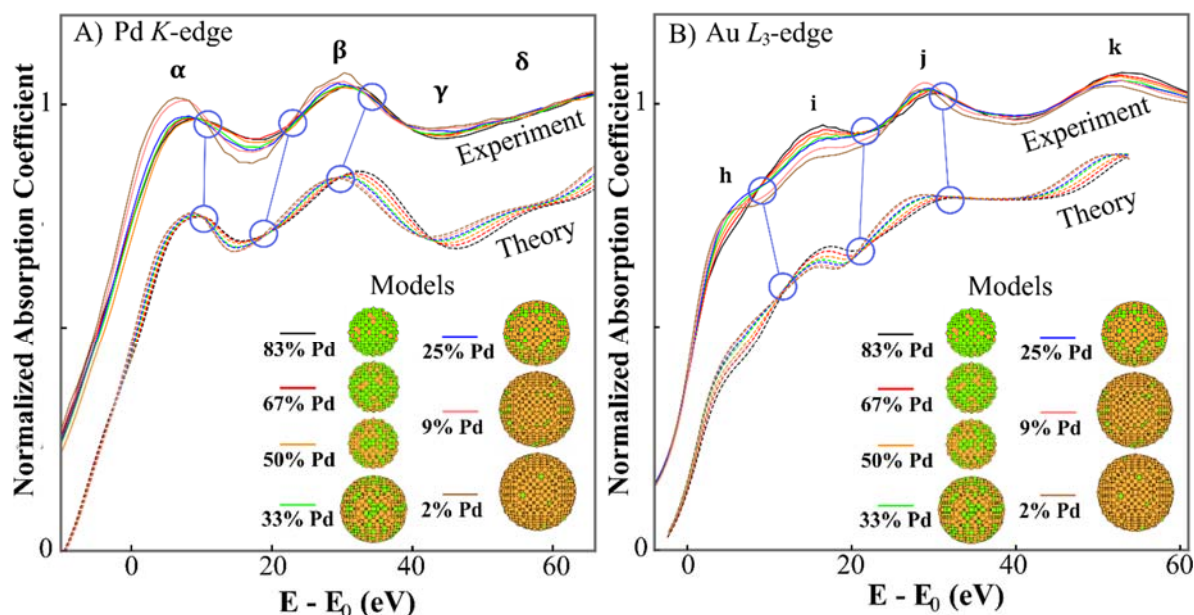 A) Pd K-edge
α
β
γ
δ
1
Experiment
Theory
Models
83% Pd
25% Pd
67% Pd
9% Pd
50% Pd
33% Pd
2% Pd
0
0
20
40
60
E - E₀ (eV)
Normalized Absorption Coefficient
B) Au L₃-edge
h
i
j
k
1
Experiment
Theory
Models
83% Pd
25% Pd
67% Pd
9% Pd
50% Pd
33% Pd
2% Pd
0
0
20
40
60
E - E₀ (eV)
Normalized Absorption Coefficient